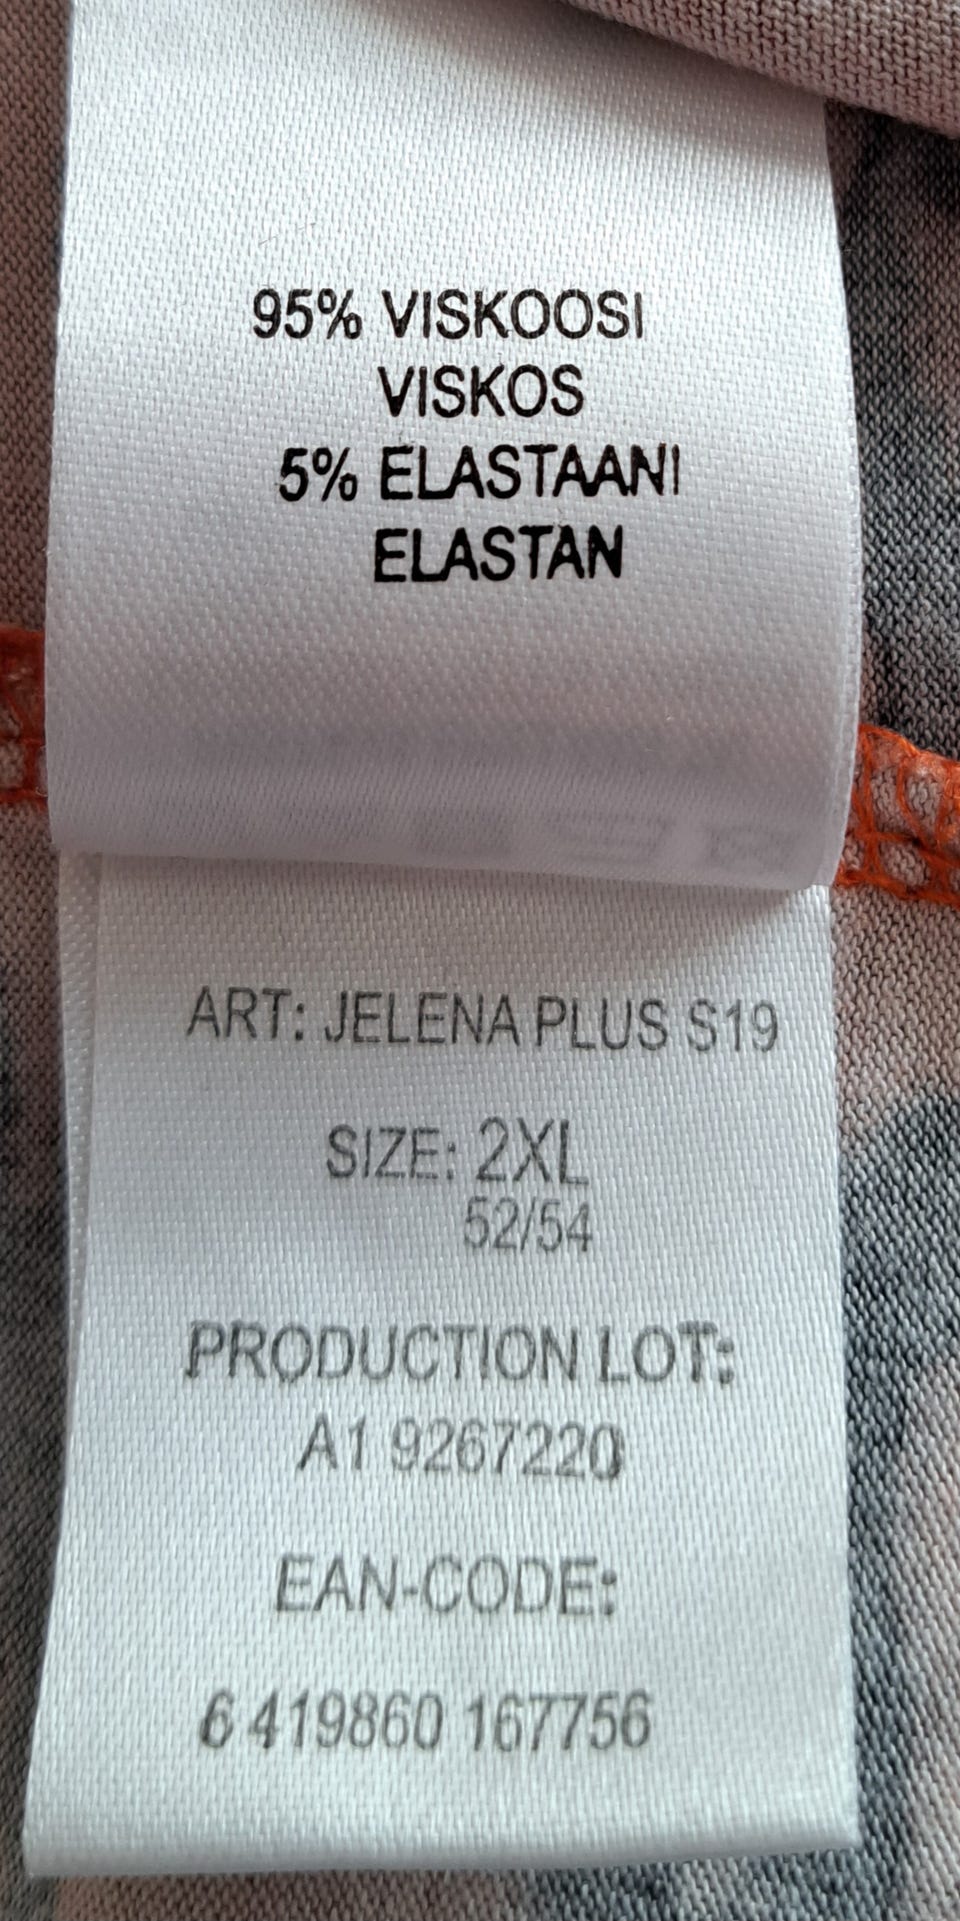 95% VISKOOSI
VISKOS
5% ELASTAANI
ELASTAN
ART: JELENA PLUS S19
SIZE: 2XL
52/54
PRODUCTION LOT:
A1 9267220
EAN-CODE:
6 419860 167756